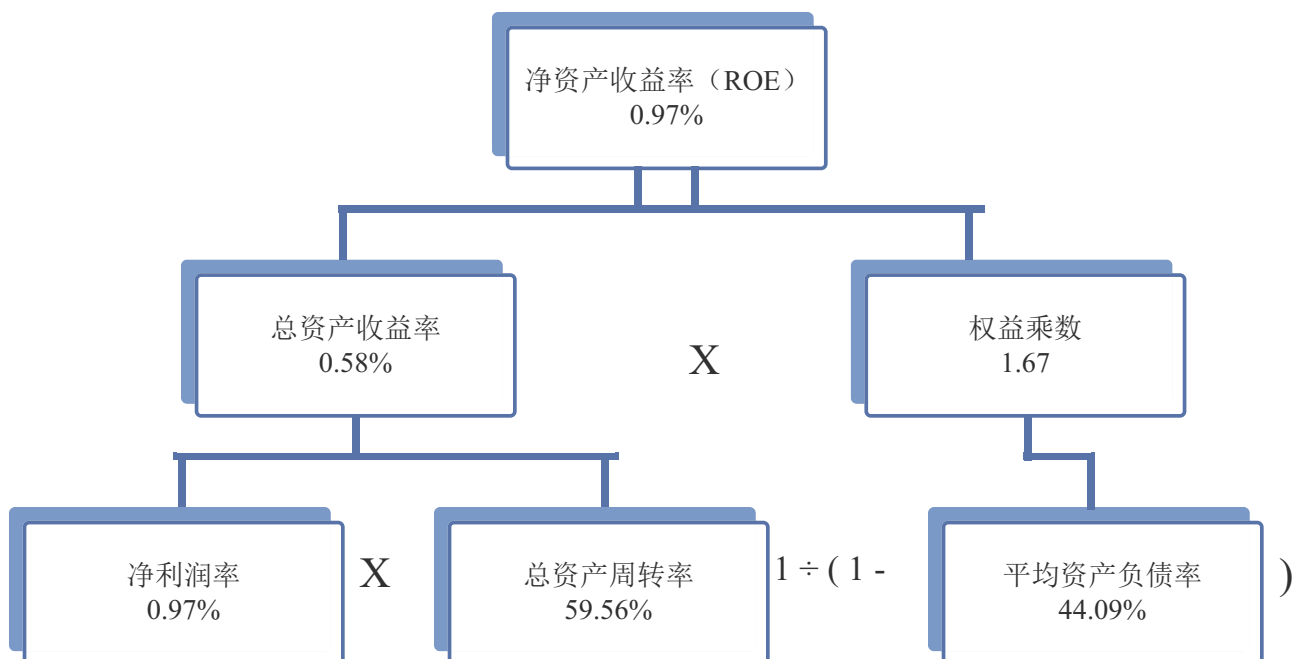 净资产收益率（ROE）
0.97%
总资产收益率
0.58%
X
权益乘数
1.67
净利润率
0.97%
X
总资产周转率
59.56%
1 ÷ ( 1 -
平均资产负债率
44.09%
)